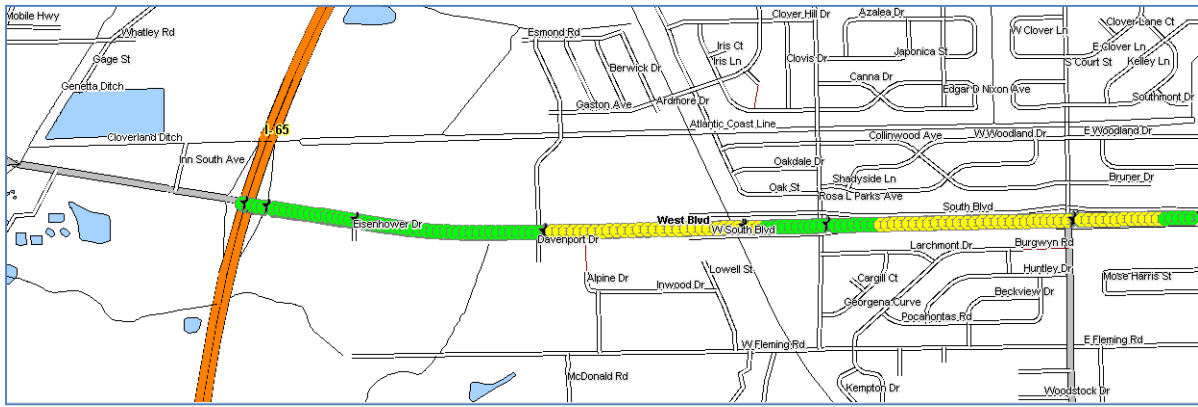 Mobile Hwy
Whatley Rd
Gage St
Genetta Ditch
Cloverland Ditch
I- 65
Inn South Ave
Eisenhower Dr
Esmond Rd
Berwick Dr
Gaston Ave
Ardmore Dr
Clover Hill Dr
Iris Ct
Iris Ln
Clovis Dr
Azalea Dr
Japonica St
Canna Dr
Edgar D Nixon Ave
W Clover Ln
Clover Lane Ct
E Clover Ln
S Court St
Kelley Ln
Southmont Dr
Atlantic Coast Line
Collinwood Ave
W Woodland Dr
E Woodland Dr
Oakdale Dr
Shadyside Ln
Oak St
Rosa L Parks Ave
Bruner Dr
South Blvd
West Blvd
W South Blvd
Davenport Dr
Larchmont Dr
Burgwyn Rd
Alpine Dr
Inwood Dr
Lowell St
Cargill Ct
Huntley Dr
Mose Harris St
Beckview Dr
Georgena Curve
Pocahontas Rd
W Fleming Rd
E Fleming Rd
McDonald Rd
Kempton Dr
Woodstock Dr